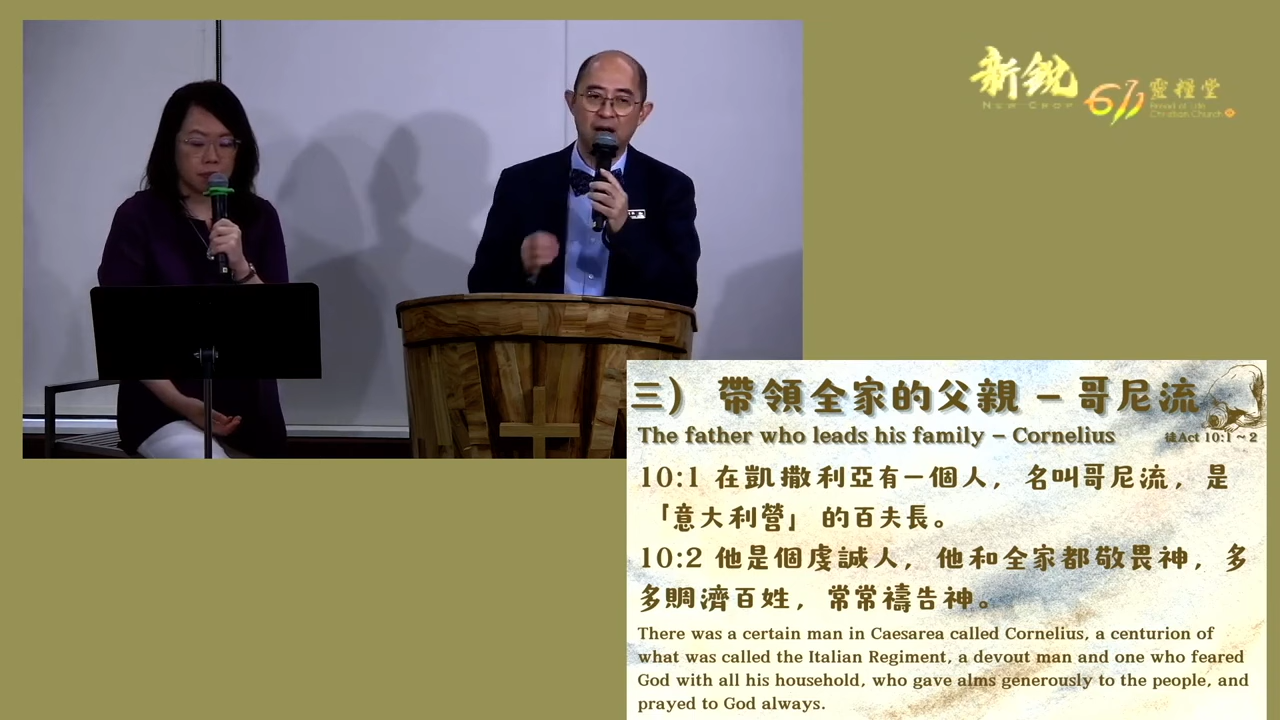 新銳
NEW CROP
611
靈糧堂
Bread of Life
Christian Church
三） 帶領全家的父親 – 哥尼流
The father who leads his family – Cornelius
徒Act 10:1 ~ 2
10:1 在凱撒利亞有一個人，名叫哥尼流，是
「意大利營」 的百夫長。
10:2 他是個虔誠人，他和全家都敬畏神，多
多賙濟百姓，常常禱告神。
There was a certain man in Caesarea called Cornelius, a centurion of
what was called the Italian Regiment, a devout man and one who feared
God with all his household, who gave alms generously to the people, and
prayed to God always.